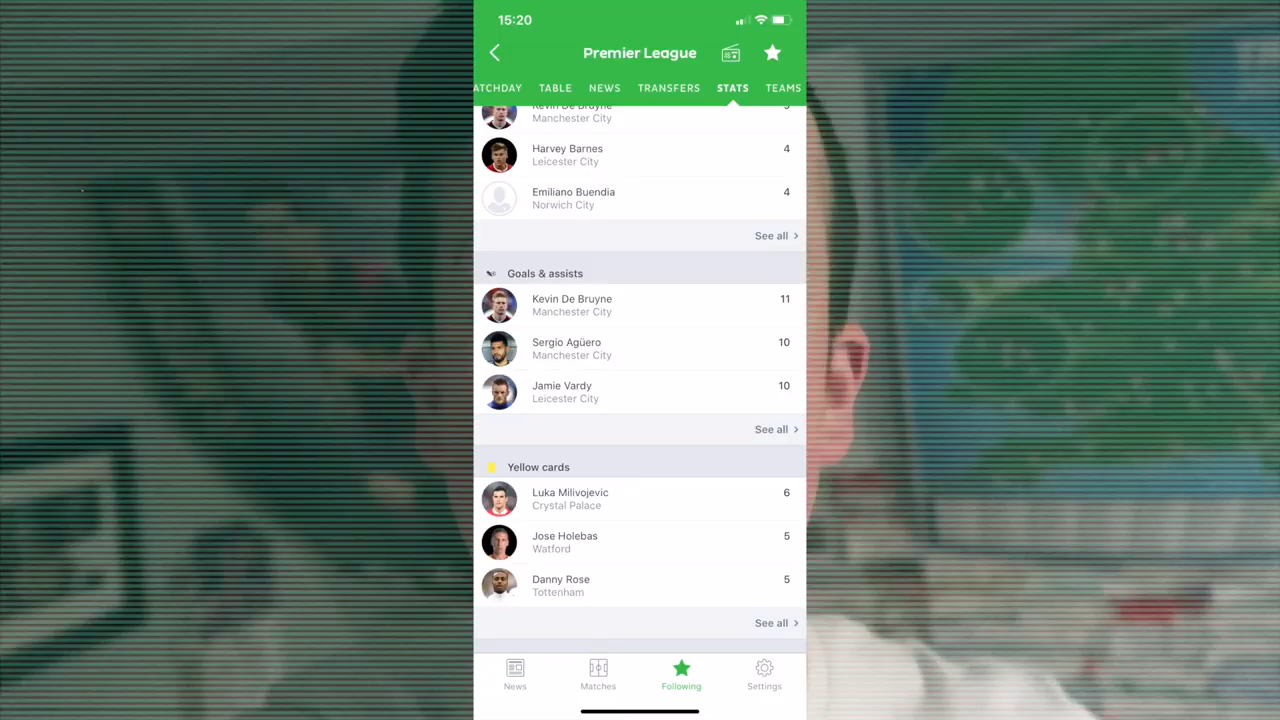 15:20
Premier League
ATCHDAY TABLE NEWS TRANSFERS STATS TEAMS
Kevin De Bruyne
Manchester City
Harvey Barnes 4
Leicester City
Emiliano Buendia 4
Norwich City
See all
Goals & assists
Kevin De Bruyne 11
Manchester City
Sergio Agüero 10
Manchester City
Jamie Vardy 10
Leicester City
See all
Yellow cards
Luka Milivojevic 6
Crystal Palace
Jose Holebas 5
Watford
Danny Rose 5
Tottenham
See all
News Matches Following Settings